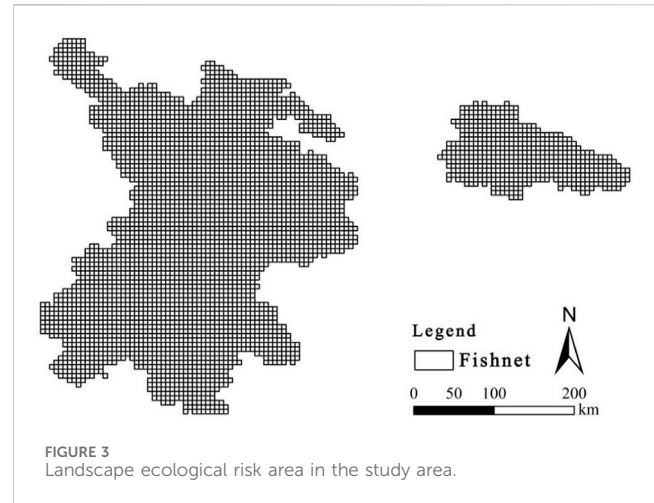 N
Legend
Fishnet
0 50 100 200
km
FIGURE 3
Landscape ecological risk area in the study area.